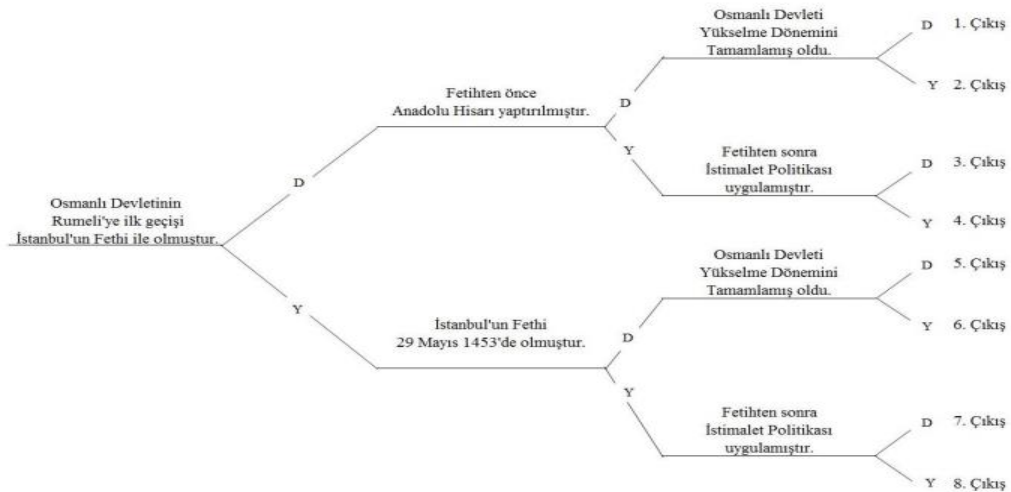 Osmanlı Devletinin
Rumeli'ye ilk geçişi
İstanbul'un Fethi ile olmuştur.
D
Y
Fetihten önce
Anadolu Hisarı yaptırılmıştır.
D
Y
Osmanlı Devleti
Yükselme Dönemini
Tamamlamış oldu.
D 1. Çıkış
Y 2. Çıkış
Fetihten sonra
İstimalet Politikası
uygulamıştır.
D 3. Çıkış
Y 4. Çıkış
İstanbul'un Fethi
29 Mayıs 1453'de olmuştur.
D
Y
Osmanlı Devleti
Yükselme Dönemini
Tamamlamış oldu.
D 5. Çıkış
Y 6. Çıkış
Fetihten sonra
İstimalet Politikası
uygulamıştır.
D 7. Çıkış
Y 8. Çıkış